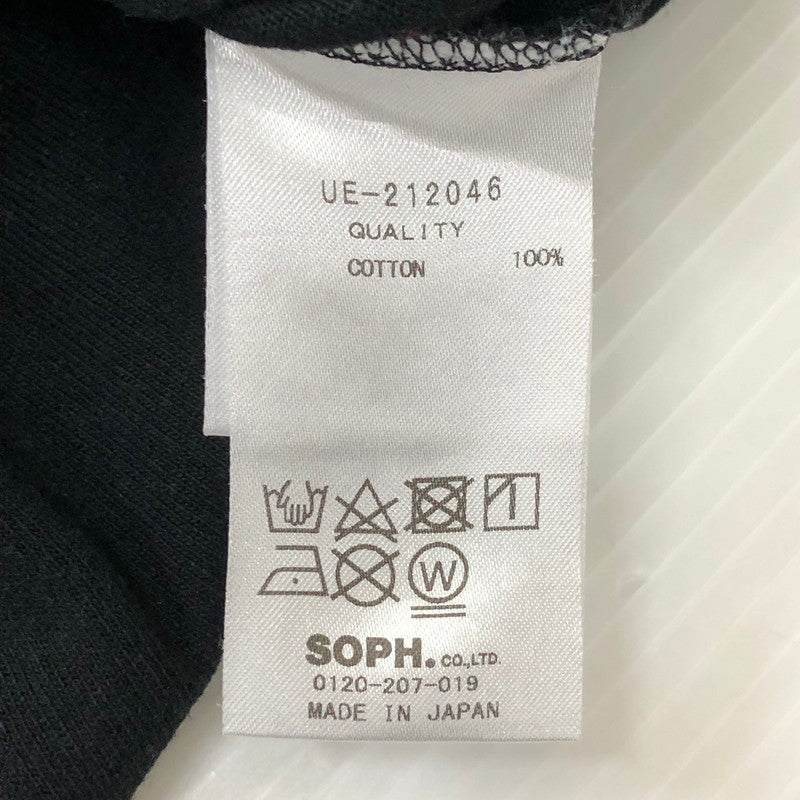 UE-212046
QUALITY
COTTON 100%
W
SOPH. CO.,LTD.
0120-207-019
MADE IN JAPAN